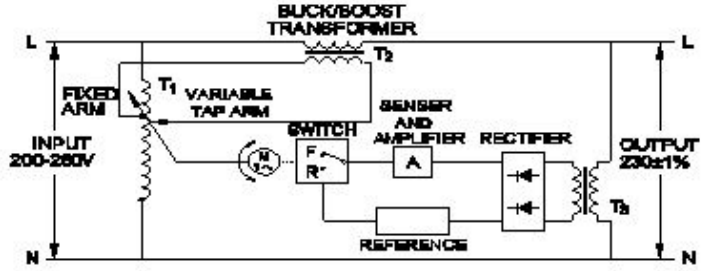 BUCK/BOOST
TRANSFORMER
L
L
T2
T1
FIXED
ARM
VARIABLE
TAP ARM
SENSER
AND
AMPLIFIER
SWITCH
RECTIFIER
INPUT
200-260V
M
F
R
A
OUTPUT
230±1%
T3
REFERENCE
N
N